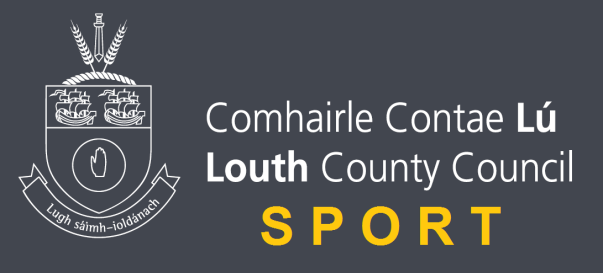 Lugh sáimh-ioldánach
Comhairle Contae Lú
Louth County Council
SPORT